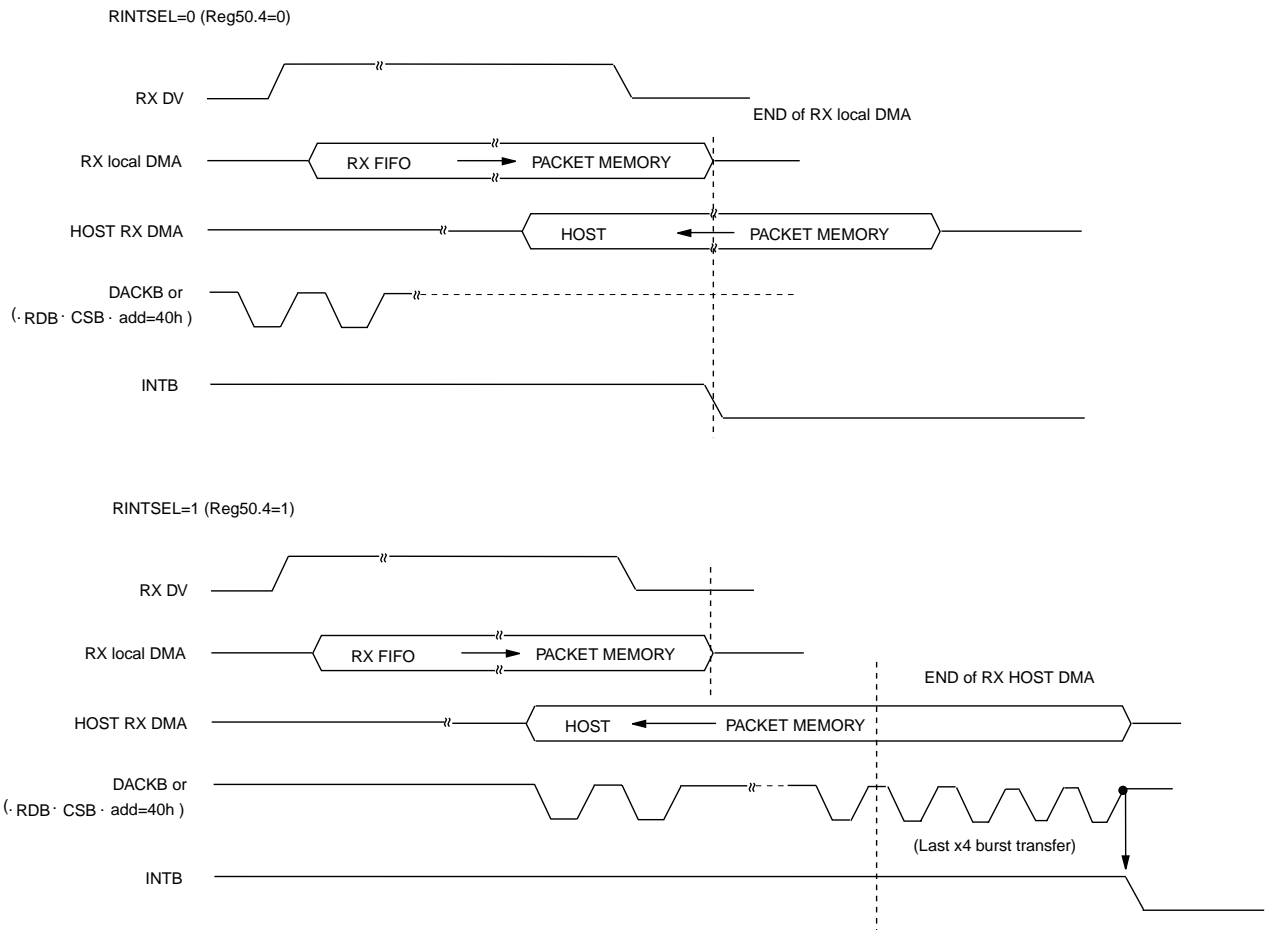 RINTSEL=0 (Reg50.4=0)
RX DV
END of RX local DMA
RX local DMA
RX FIFO
PACKET MEMORY
HOST RX DMA
HOST
PACKET MEMORY
DACKB or
(· RDB · CSB · add=40h )
INTB
RINTSEL=1 (Reg50.4=1)
RX DV
RX local DMA
RX FIFO
PACKET MEMORY
END of RX HOST DMA
HOST RX DMA
HOST
PACKET MEMORY
DACKB or
(· RDB · CSB · add=40h )
(Last x4 burst transfer)
INTB